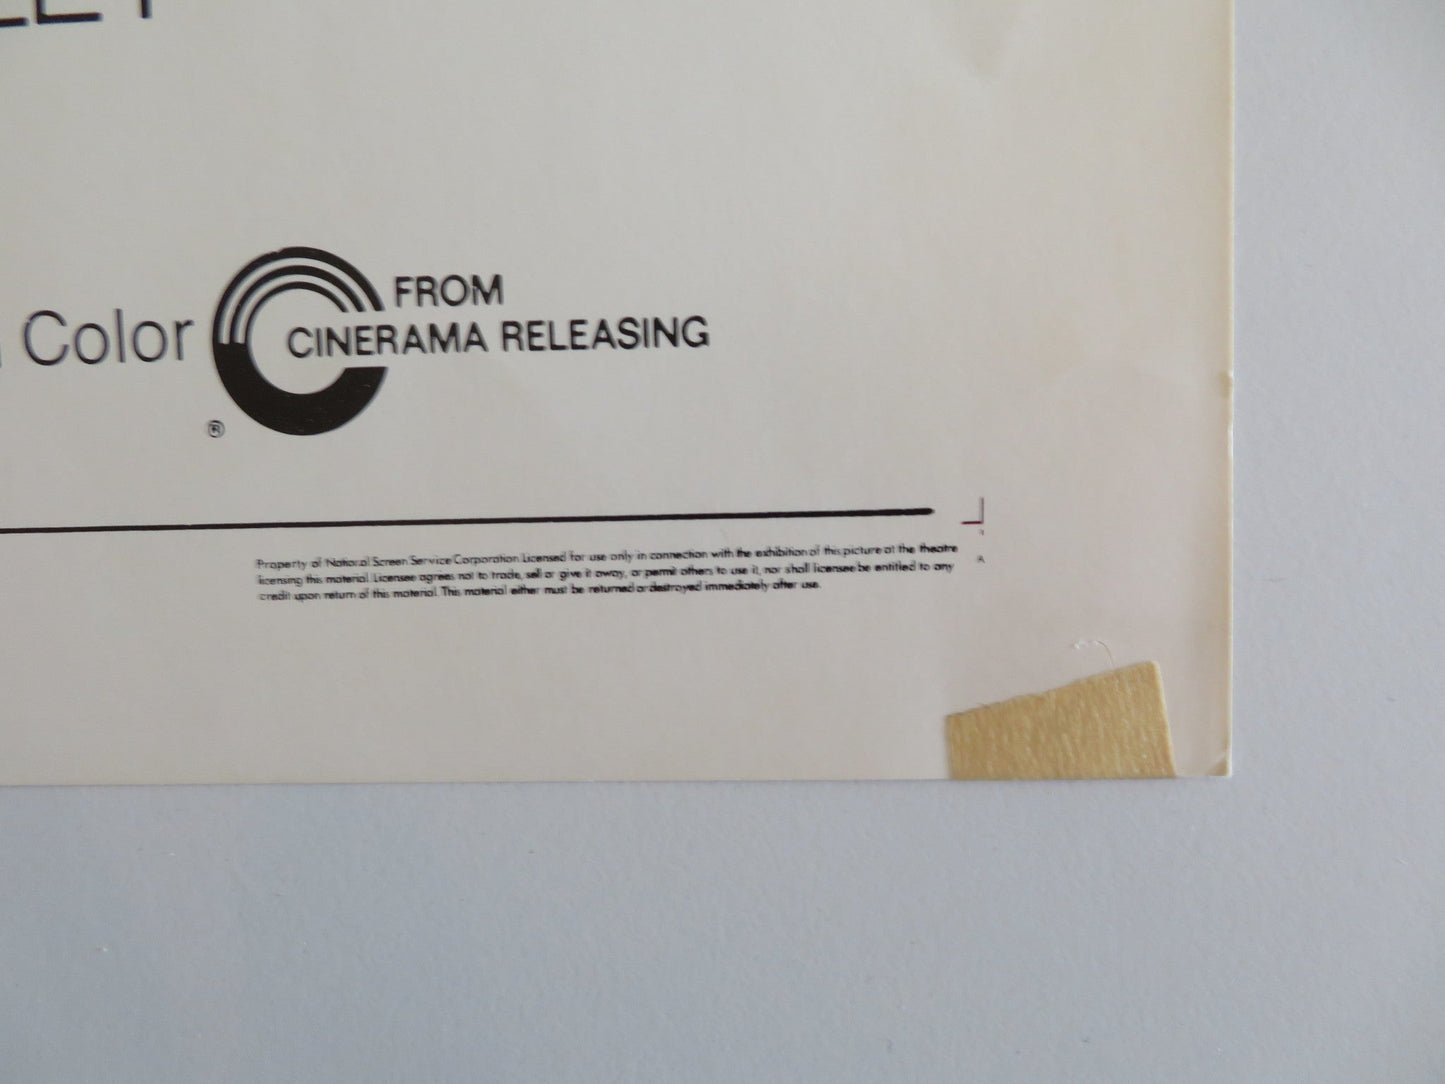 Color
FROM
CINERAMA RELEASING
®
Property of National Screen Service Corporation Licensed for use only in connection with the exhibition of this picture at the theatre
licensing this material. Licensee agrees not to trade, sell or give it away, or permit others to use it, nor shall licensee be entitled to any
credit upon return of this material. This material either must be returned or destroyed immediately after use.